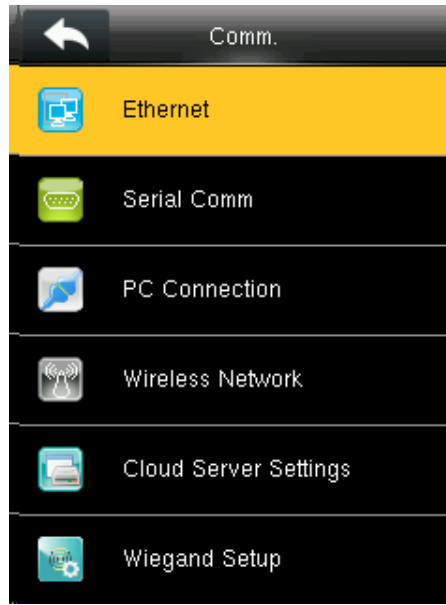 Comm.
Ethernet
Serial Comm
PC Connection
Wireless Network
Cloud Server Settings
Wiegand Setup